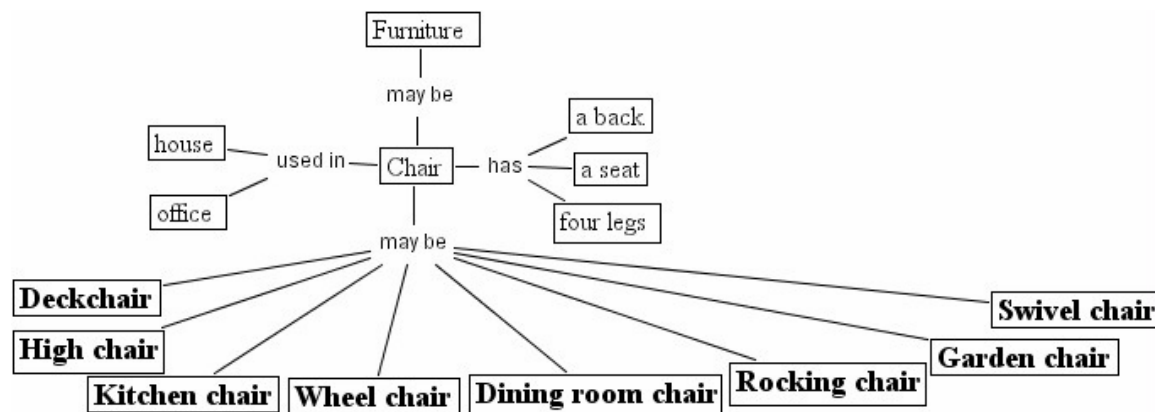 Furniture
may be
a back.
house
used in
Chair
has
a seat
office
four legs
may be
Deckchair
Swivel chair
High chair
Garden chair
Kitchen chair
Wheel chair
Dining room chair
Rocking chair